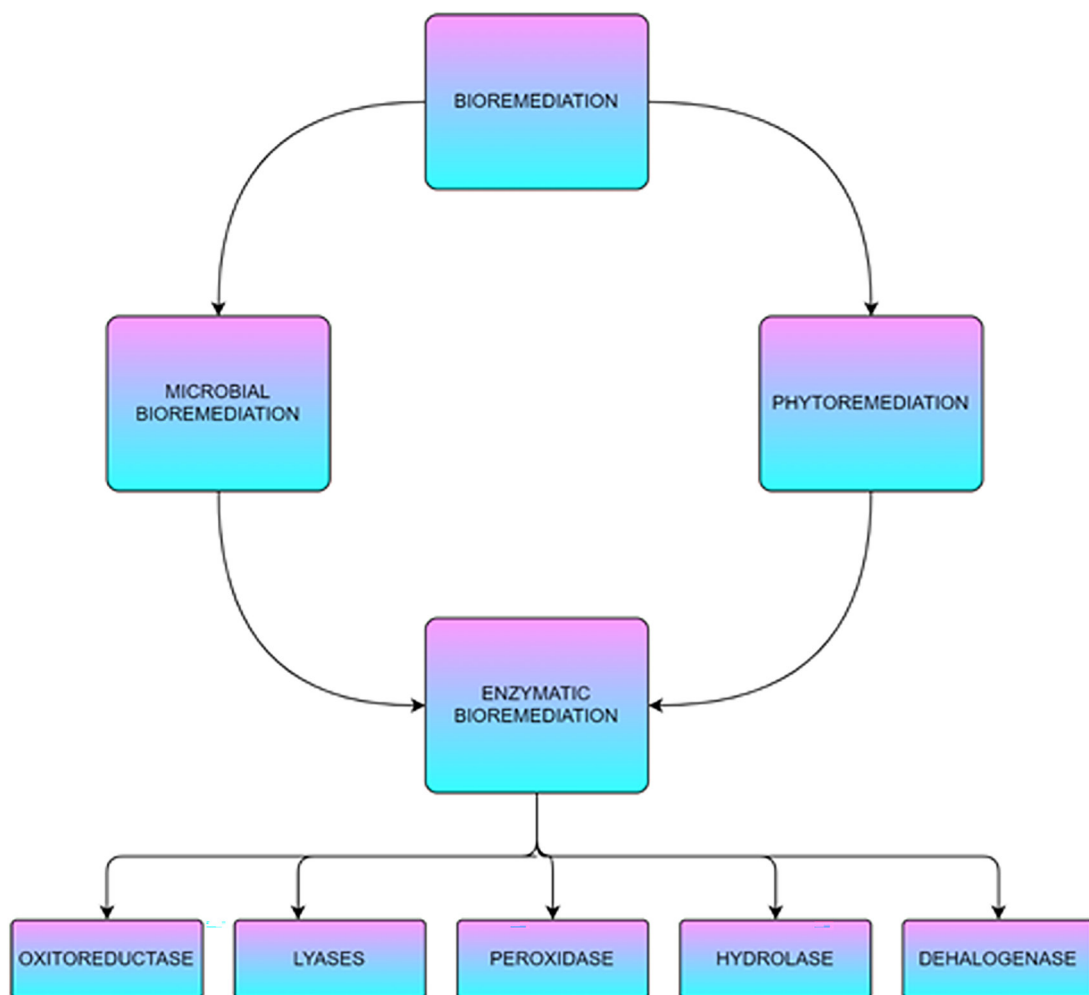 BIOREMEDIATION
MICROBIAL
BIOREMEDIATION
PHYTOREMEDIATION
ENZYMATIC
BIOREMEDIATION
OXITOREDUCTASE
LYASES
PEROXIDASE
HYDROLASE
DEHALOGENASE